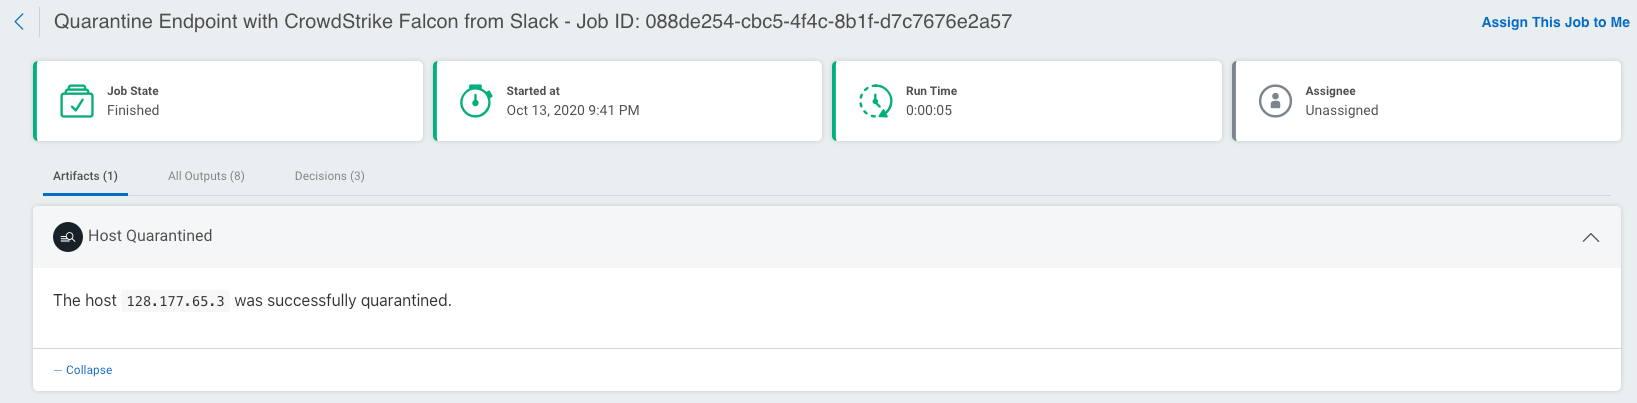 Quarantine Endpoint with CrowdStrike Falcon from Slack - Job ID: 088de254-cbc5-4f4c-8b1f-d7c7676e2a57
Assign This Job to Me
Job State
Finished
Started at
Oct 13, 2020 9:41 PM
Run Time
0:00:05
Assignee
Unassigned
Artifacts (1)
All Outputs (8)
Decisions (3)
Host Quarantined
The host 128.177.65.3 was successfully quarantined.
— Collapse